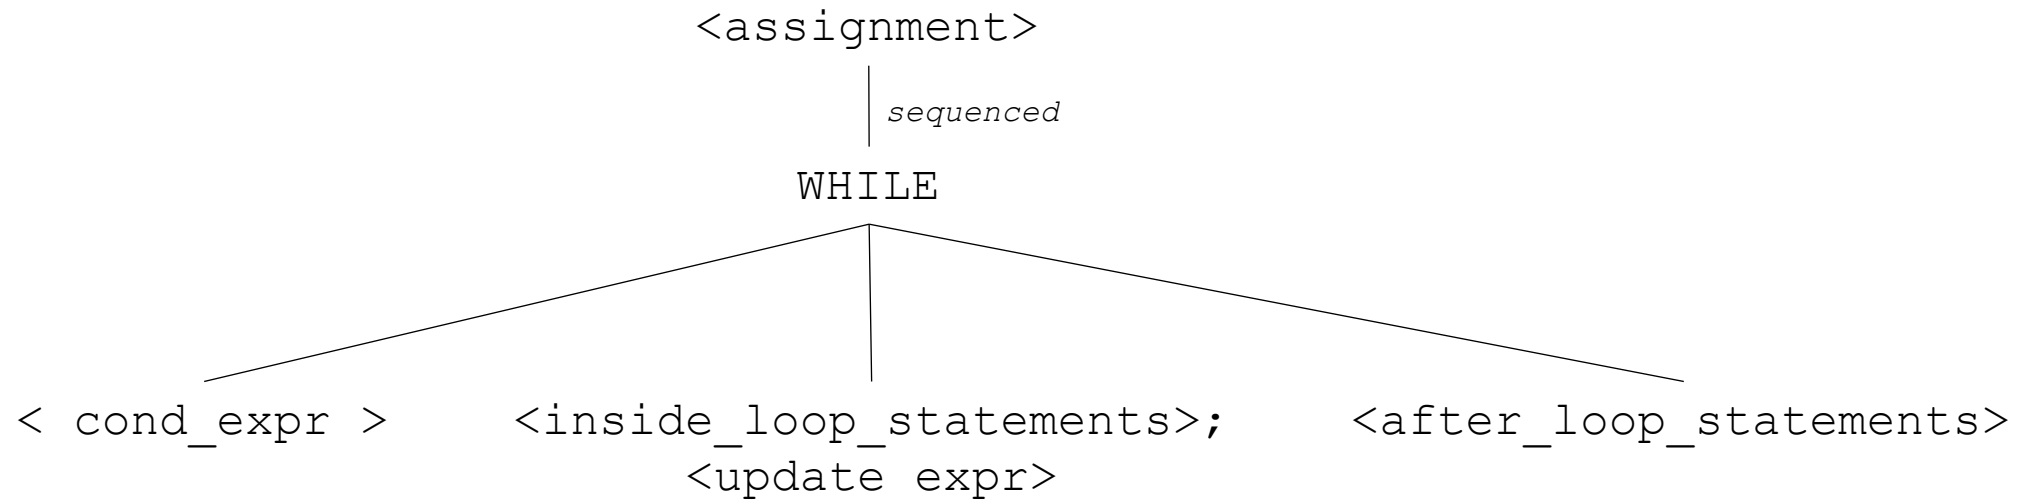 <assignment>
sequenced
WHILE
< cond_expr >
<inside_loop_statements>;
<update expr>
<after_loop_statements>